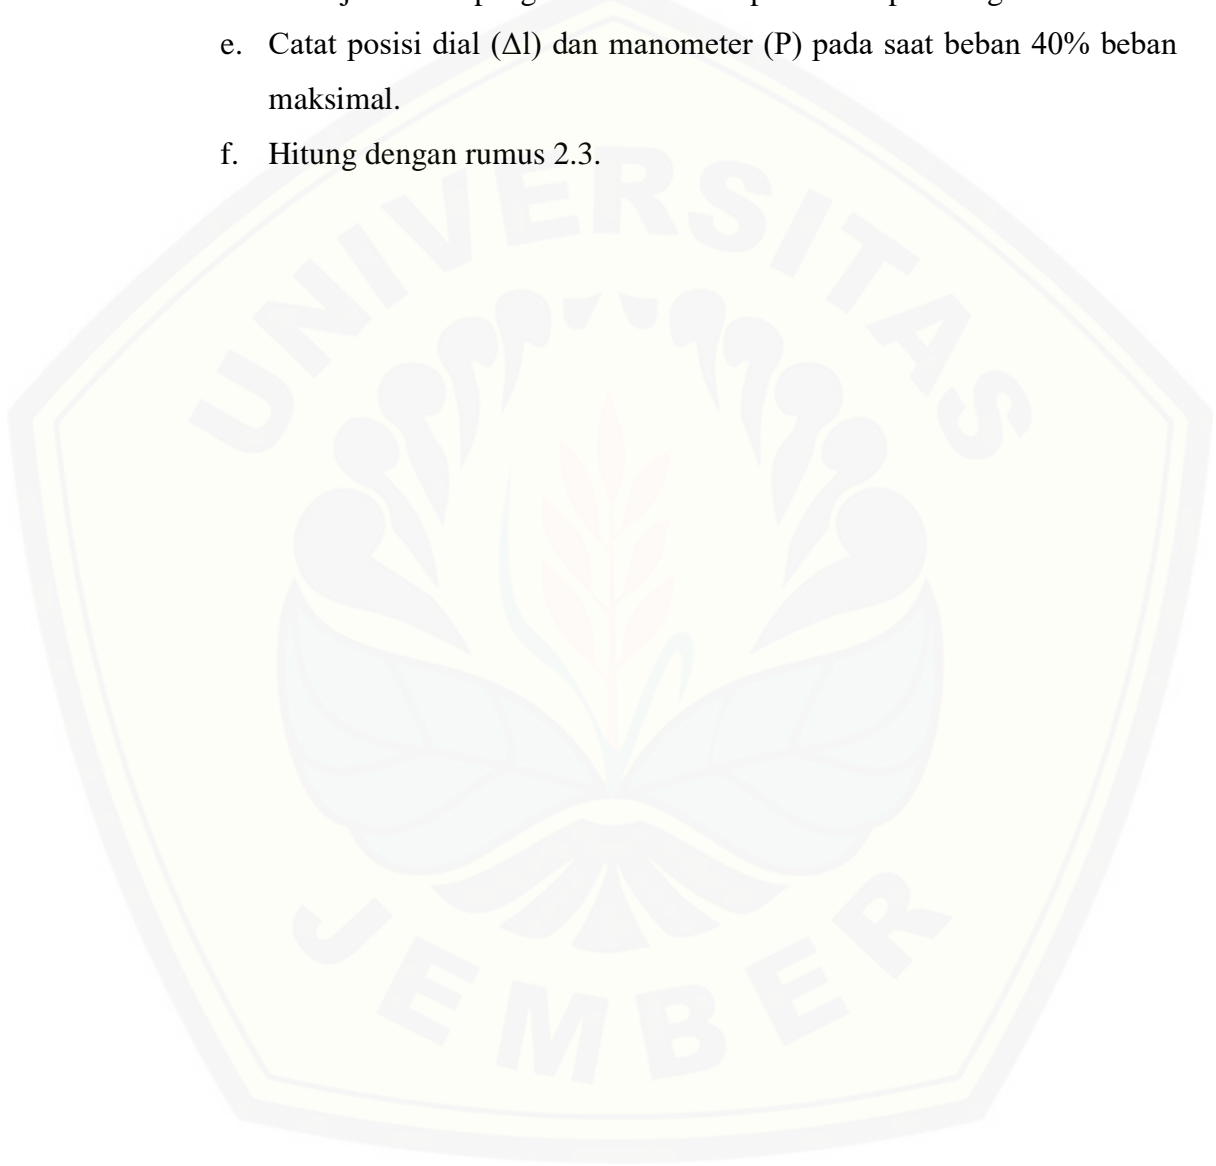 e. Catat posisi dial (Δl) dan manometer (P) pada saat beban 40% beban
maksimal.
f. Hitung dengan rumus 2.3.
UNIVERSITAS
JEMBER